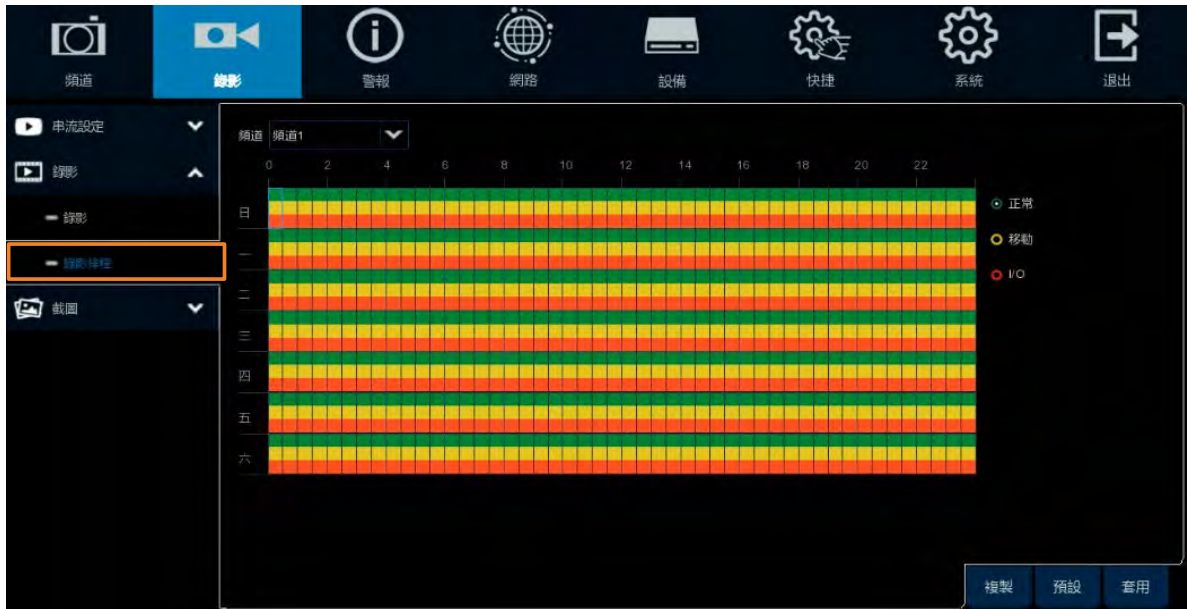 頻道 錄影 警報 網路 設備 快捷 系統 退出
串流設定
錄影
錄影
錄影排程
截圖
頻道 頻道1
0 2 4 6 8 10 12 14 16 18 20 22
日
一
二
三
四
五
六
正常
移動
I/O
複製 預設 套用